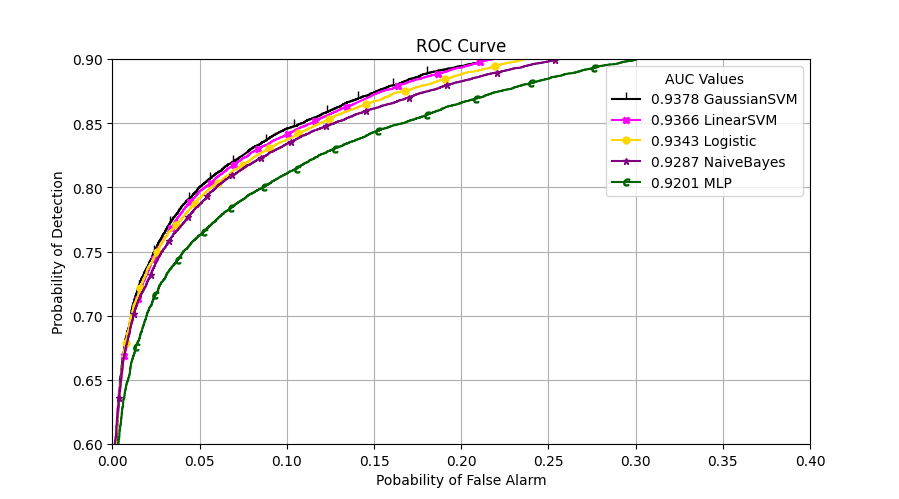 ROC Curve
0.90
0.85
0.80
0.75
0.70
0.65
0.60
Probability of Detection
AUC Values
0.9378 GaussianSVM
0.9366 LinearSVM
0.9343 Logistic
0.9287 NaiveBayes
0.9201 MLP
0.00 0.05 0.10 0.15 0.20 0.25 0.30 0.35 0.40
Pobability of False Alarm